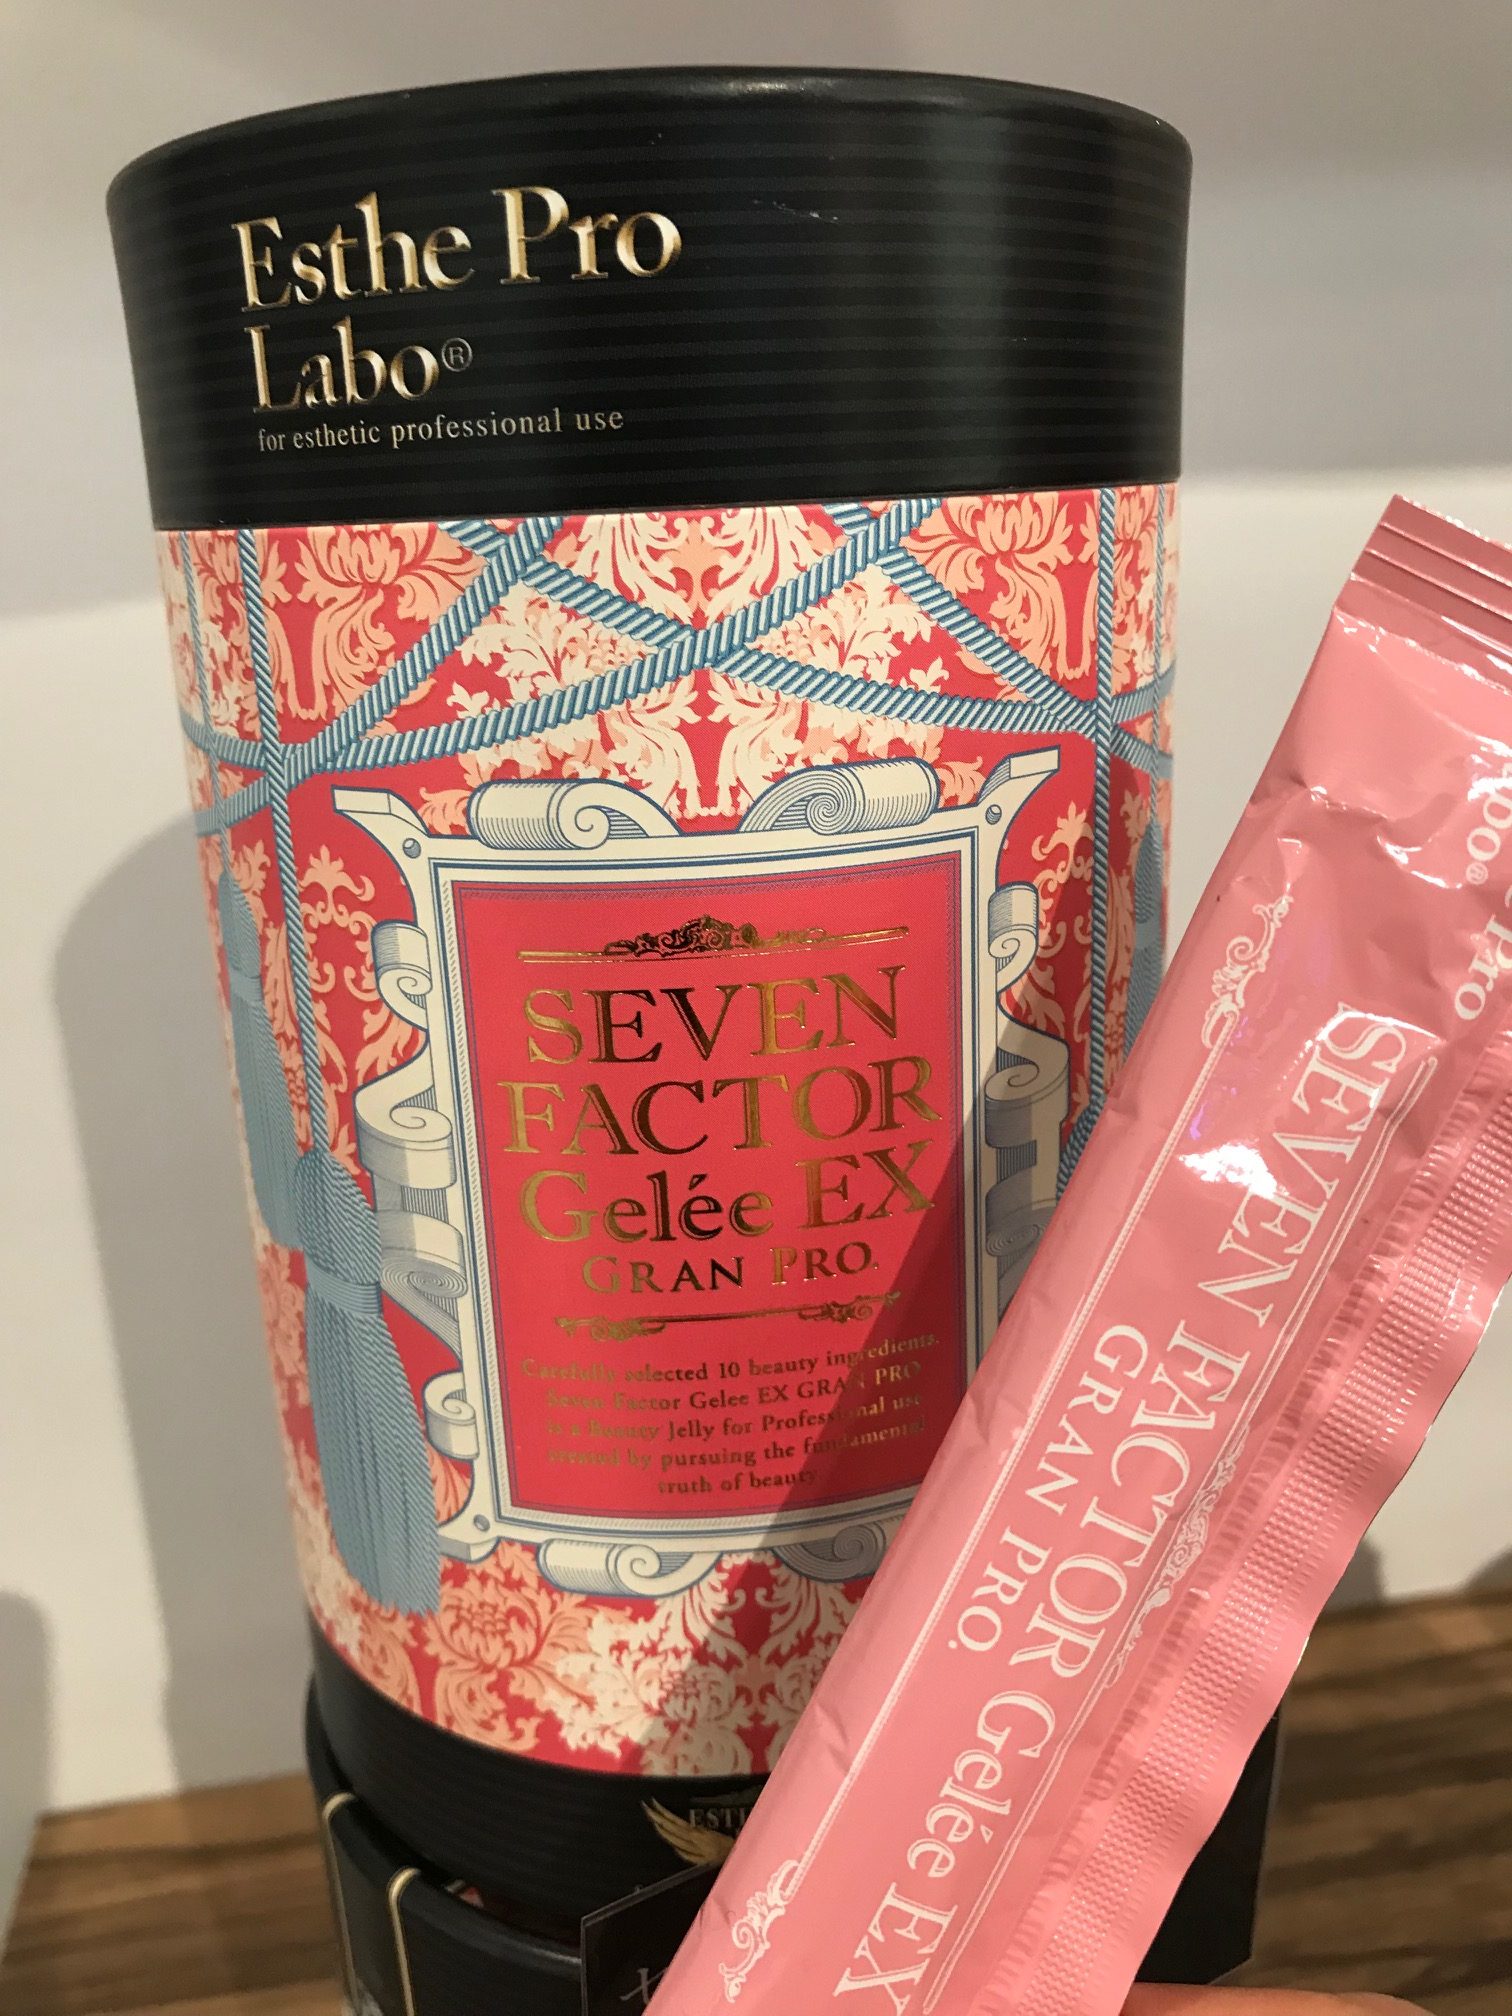 Esthe Pro
Labo®
for esthetic professional use
SEVEN
FACTOR
Gelée EX
GRAN PRO.
Carefully selected 10 beauty ingredients.
Seven Factor Gelee EX GRAN PRO
is a Beauty Jelly for Professional use
created by pursuing the fundamental
truth of beauty
Pro
SEVEN FACTOR Gelée EX
GRAN PRO.